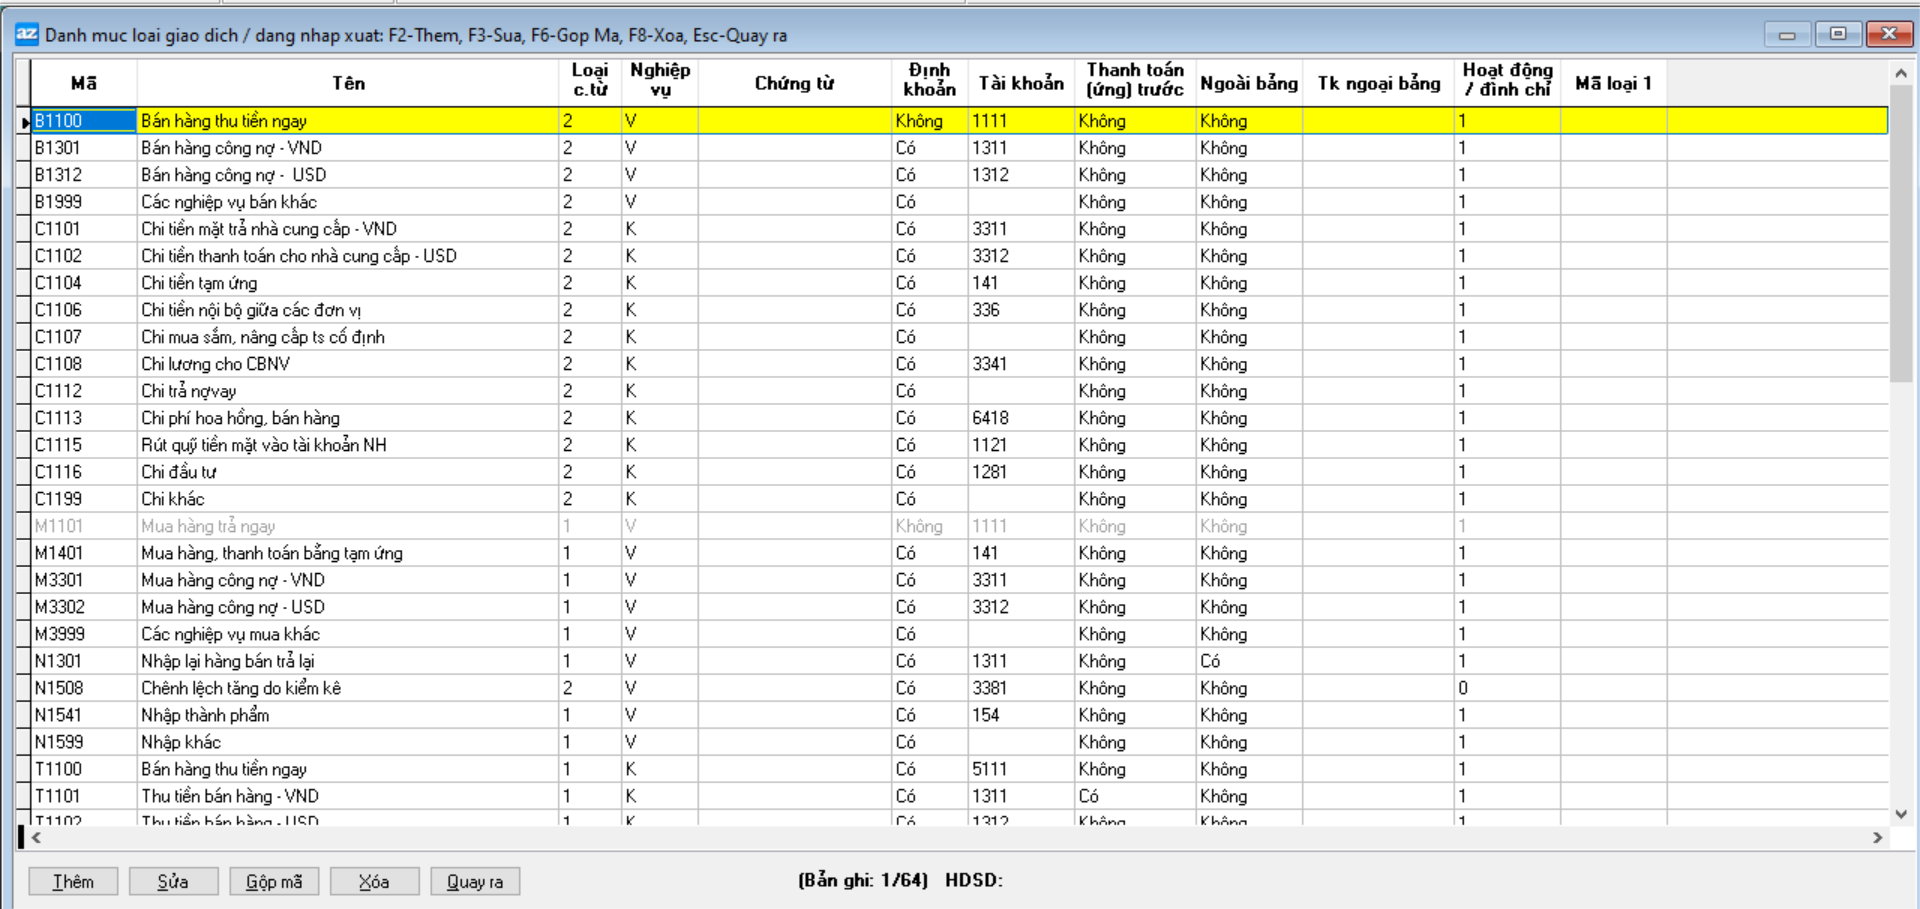 az Danh muc loai giao dich / dang nhap xuat: F2-Them, F3-Sua, F6-Gop Ma, F8-Xoa, Esc-Quay ra
Mã Tên Loại c.từ Nghiệp vụ Chứng từ Định khoản Tài khoản Thanh toán (ứng) trước Ngoài bảng Tk ngoại bảng Hoạt động / đình chỉ Mã loại 1
B1100 Bán hàng thu tiền ngay 2 V Không 1111 Không Không 1
B1301 Bán hàng công nợ - VND 2 V Có 1311 Không Không 1
B1312 Bán hàng công nợ - USD 2 V Có 1312 Không Không 1
B1999 Các nghiệp vụ bán khác 2 V Có Không Không 1
C1101 Chi tiền mặt trả nhà cung cấp - VND 2 K Có 3311 Không Không 1
C1102 Chi tiền thanh toán cho nhà cung cấp - USD 2 K Có 3312 Không Không 1
C1104 Chi tiền tạm ứng 2 K Có 141 Không Không 1
C1106 Chi tiền nội bộ giữa các đơn vị 2 K Có 336 Không Không 1
C1107 Chi mua sắm, nâng cấp ts cố định 2 K Có Không Không 1
C1108 Chi lương cho CBNV 2 K Có 3341 Không Không 1
C1112 Chi trả nợvay 2 K Có Không Không 1
C1113 Chi phí hoa hồng, bán hàng 2 K Có 6418 Không Không 1
C1115 Rút quỹ tiền mặt vào tài khoản NH 2 K Có 1121 Không Không 1
C1116 Chi đầu tư 2 K Có 1281 Không Không 1
C1199 Chi khác 2 K Có Không Không 1
M1101 Mua hàng trả ngay 1 V Không 1111 Không Không 1
M1401 Mua hàng, thanh toán bằng tạm ứng 1 V Có 141 Không Không 1
M3301 Mua hàng công nợ - VND 1 V Có 3311 Không Không 1
M3302 Mua hàng công nợ - USD 1 V Có 3312 Không Không 1
M3999 Các nghiệp vụ mua khác 1 V Có Không Không 1
N1301 Nhập lại hàng bán trả lại 1 V Có 1311 Không Có 1
N1508 Chênh lệch tăng do kiểm kê 2 V Có 3381 Không Không 0
N1541 Nhập thành phẩm 1 V Có 154 Không Không 1
N1599 Nhập khác 1 V Có Không Không 1
T1100 Bán hàng thu tiền ngay 1 K Có 5111 Không Không 1
T1101 Thu tiền bán hàng - VND 1 K Có 1311 Có Không 1
T1102 Thu tiền bán hàng - USD 1 K Có 1312 Không Không 1
Thêm Sửa Gộp mã Xóa Quay ra (Bản ghi: 1/64) HDSD: